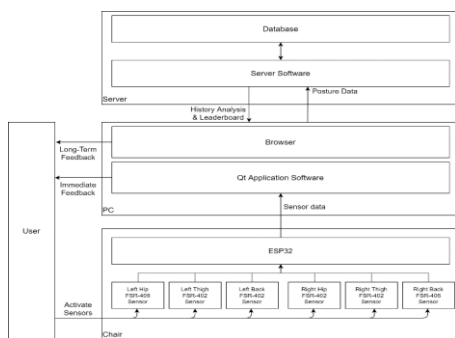 Database
Server Software
Server
Posture Data
History Analysis
& Leaderboard
Browser
Long-Term
Feedback
Qt Application Software
Immediate
Feedback
PC
Sensor data
User
ESP32
Left Hip
FSR-406
Sensor
Left Thigh
FSR-402
Sensor
Left Back
FSR-402
Sensor
Right Hip
FSR-402
Sensor
Right Thigh
FSR-402
Sensor
Right Back
FSR-406
Sensor
Activate
Sensors
Chair